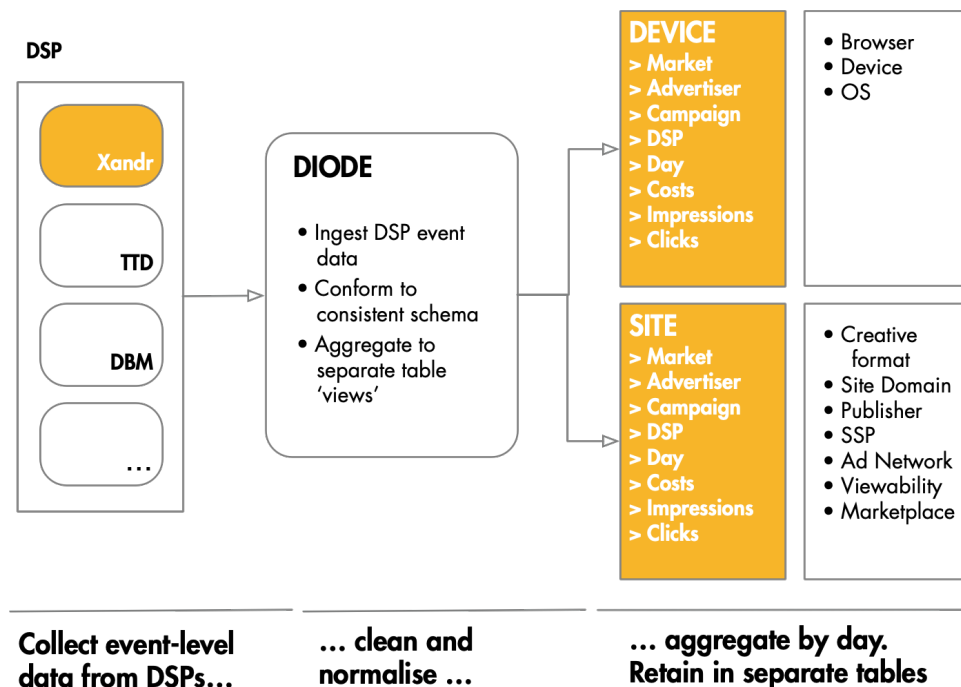 DSP
Xandr
TTD
DBM
...
DIODE
• Ingest DSP event
data
• Conform to
consistent schema
• Aggregate to
separate table
‘views’
DEVICE
> Market
> Advertiser
> Campaign
> DSP
> Day
> Costs
> Impressions
> Clicks
• Browser
• Device
• OS
SITE
> Market
> Advertiser
> Campaign
> DSP
> Day
> Costs
> Impressions
> Clicks
• Creative
format
• Site Domain
• Publisher
• SSP
• Ad Network
• Viewability
• Marketplace
Collect event-level
data from DSPs...
... clean and
normalise ...
... aggregate by day.
Retain in separate tables